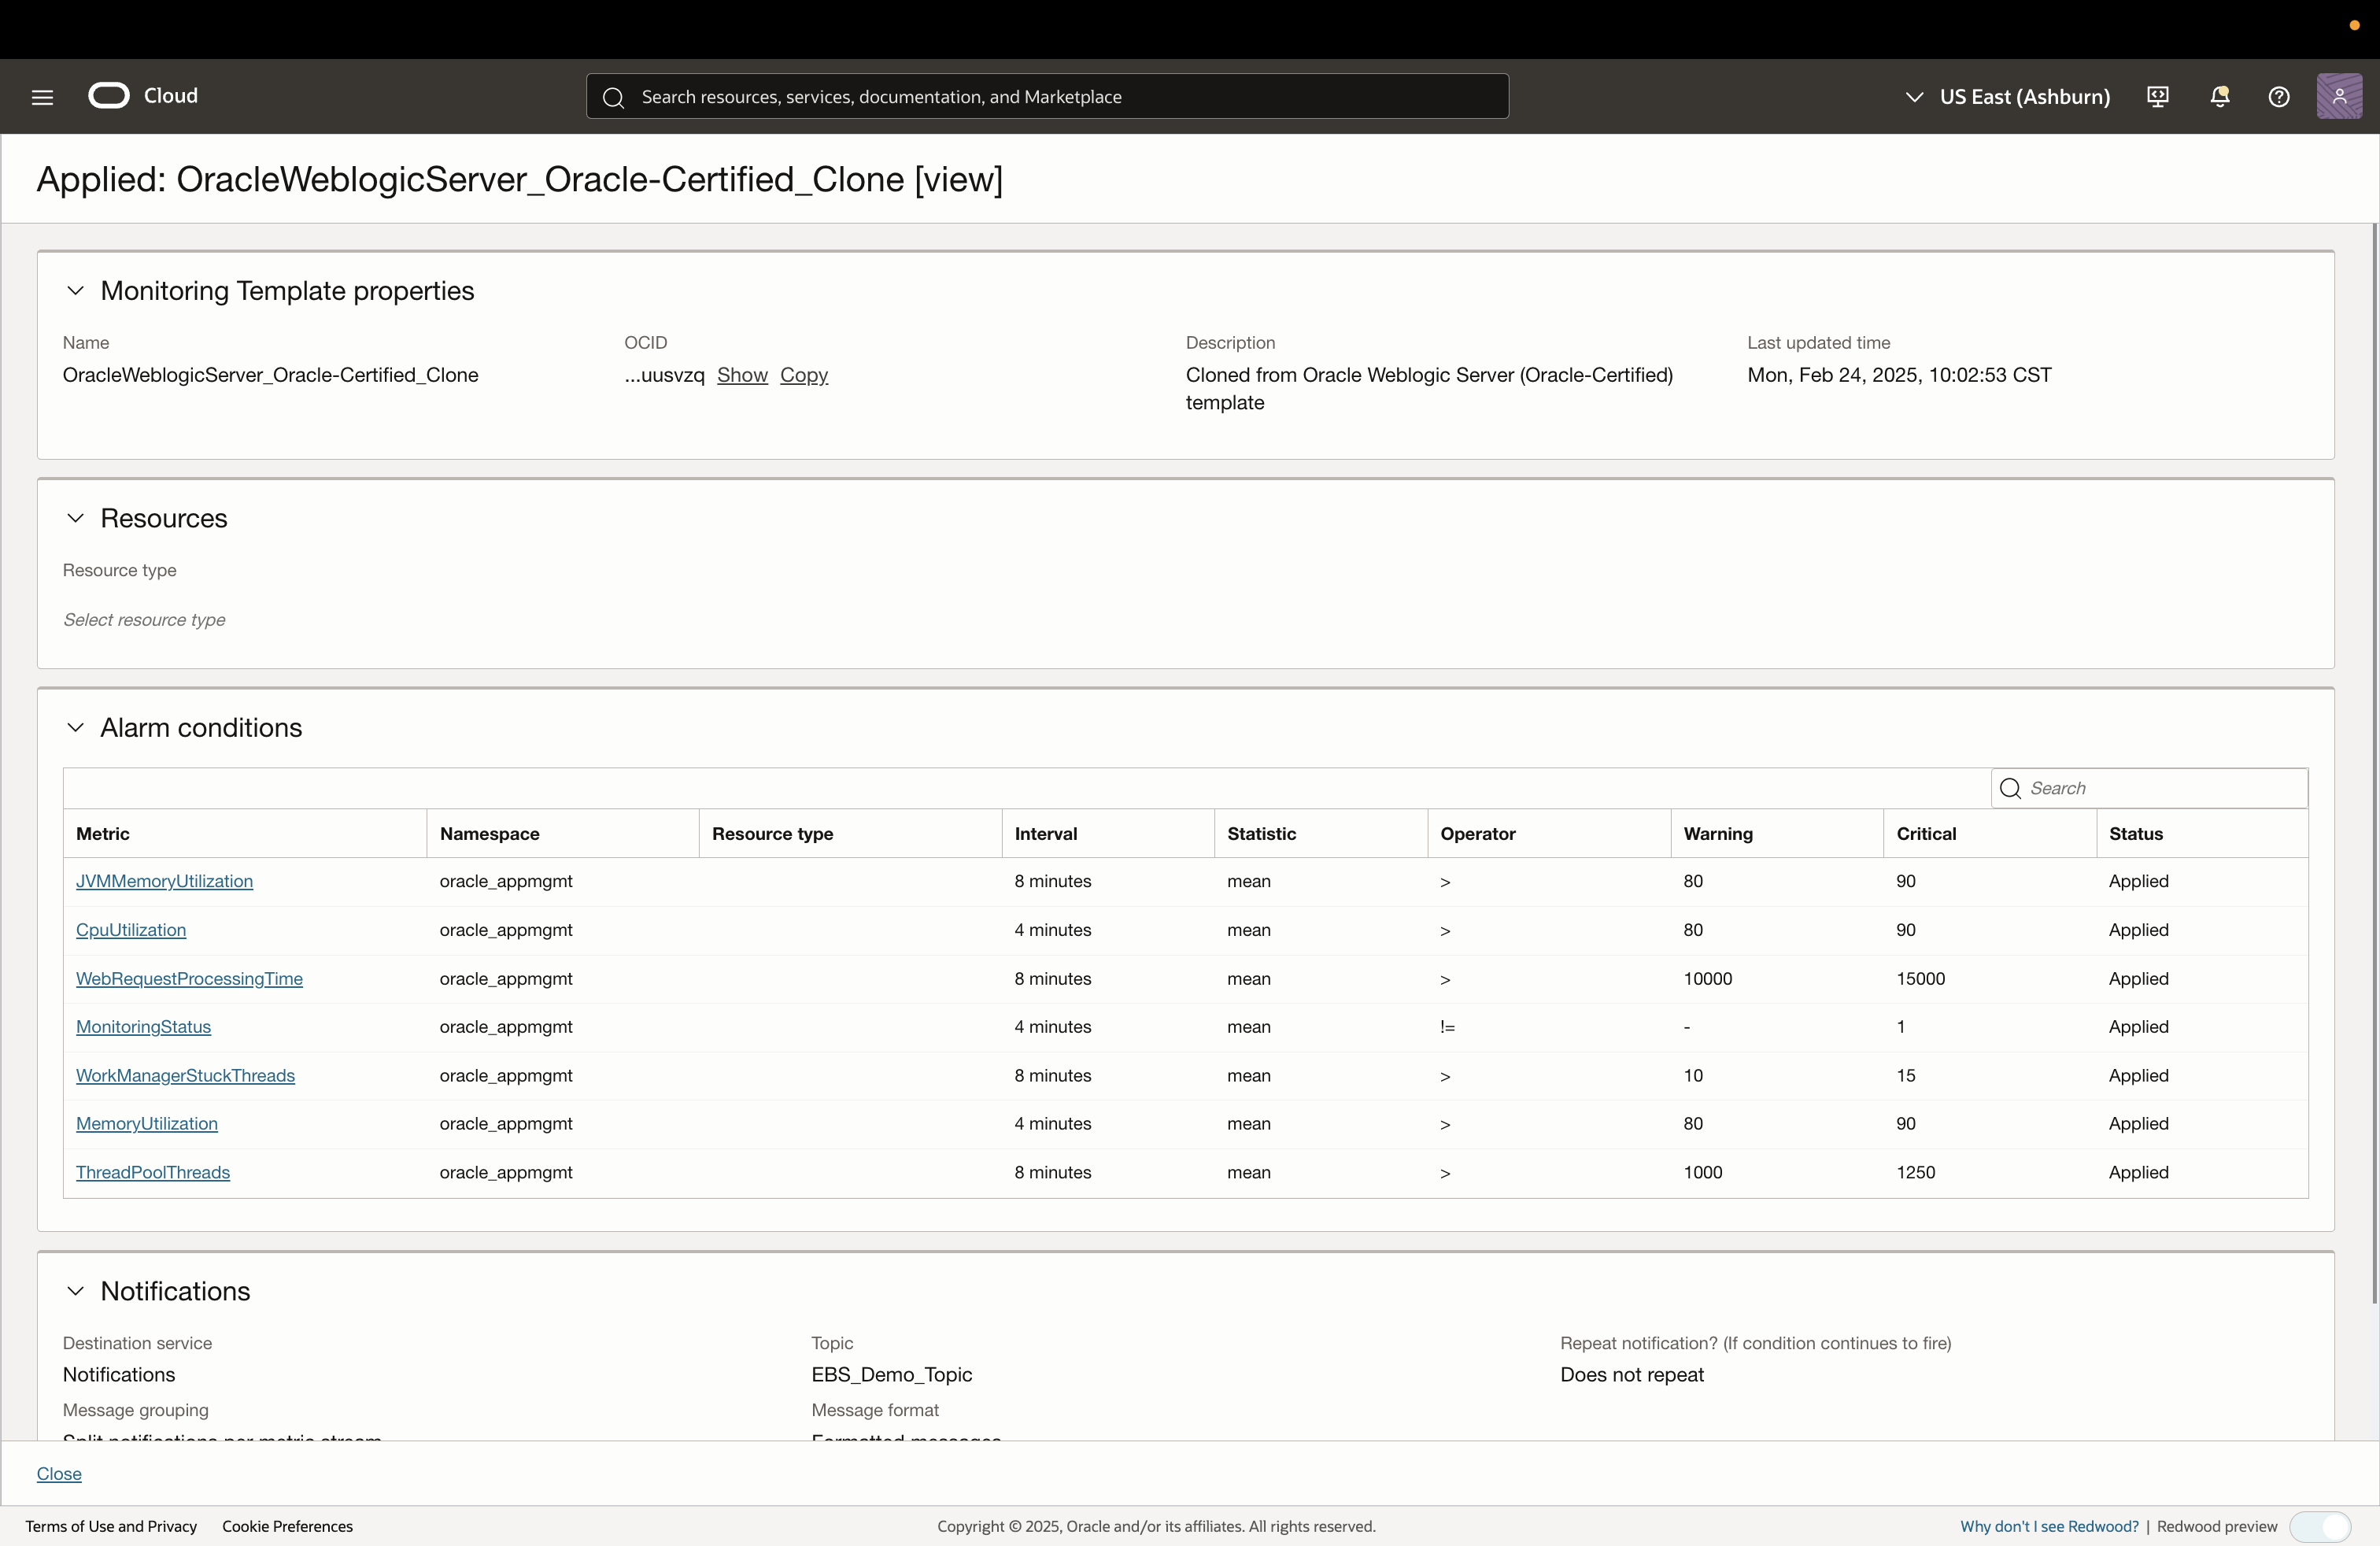 Cloud
Search resources, services, documentation, and Marketplace
US East (Ashburn)
Applied: OracleWeblogicServer_Oracle-Certified_Clone [view]
Monitoring Template properties
Name OCID Description Last updated time
OracleWeblogicServer_Oracle-Certified_Clone ...uusvzq Show Copy Cloned from Oracle Weblogic Server (Oracle-Certified) Mon, Feb 24, 2025, 10:02:53 CST
template
Resources
Resource type
Select resource type
Alarm conditions
Search
Metric Namespace Resource type Interval Statistic Operator Warning Critical Status
JVMMemoryUtilization oracle_appmgmt 8 minutes mean > 80 90 Applied
CpuUtilization oracle_appmgmt 4 minutes mean > 80 90 Applied
WebRequestProcessingTime oracle_appmgmt 8 minutes mean > 10000 15000 Applied
MonitoringStatus oracle_appmgmt 4 minutes mean != - 1 Applied
WorkManagerStuckThreads oracle_appmgmt 8 minutes mean > 10 15 Applied
MemoryUtilization oracle_appmgmt 4 minutes mean > 80 90 Applied
ThreadPoolThreads oracle_appmgmt 8 minutes mean > 1000 1250 Applied
Notifications
Destination service Topic Repeat notification? (If condition continues to fire)
Notifications EBS_Demo_Topic Does not repeat
Message grouping Message format
Split notifications per metric stream Formatted messages
Close
Terms of Use and Privacy Cookie Preferences Copyright © 2025, Oracle and/or its affiliates. All rights reserved. Why don't I see Redwood? | Redwood preview